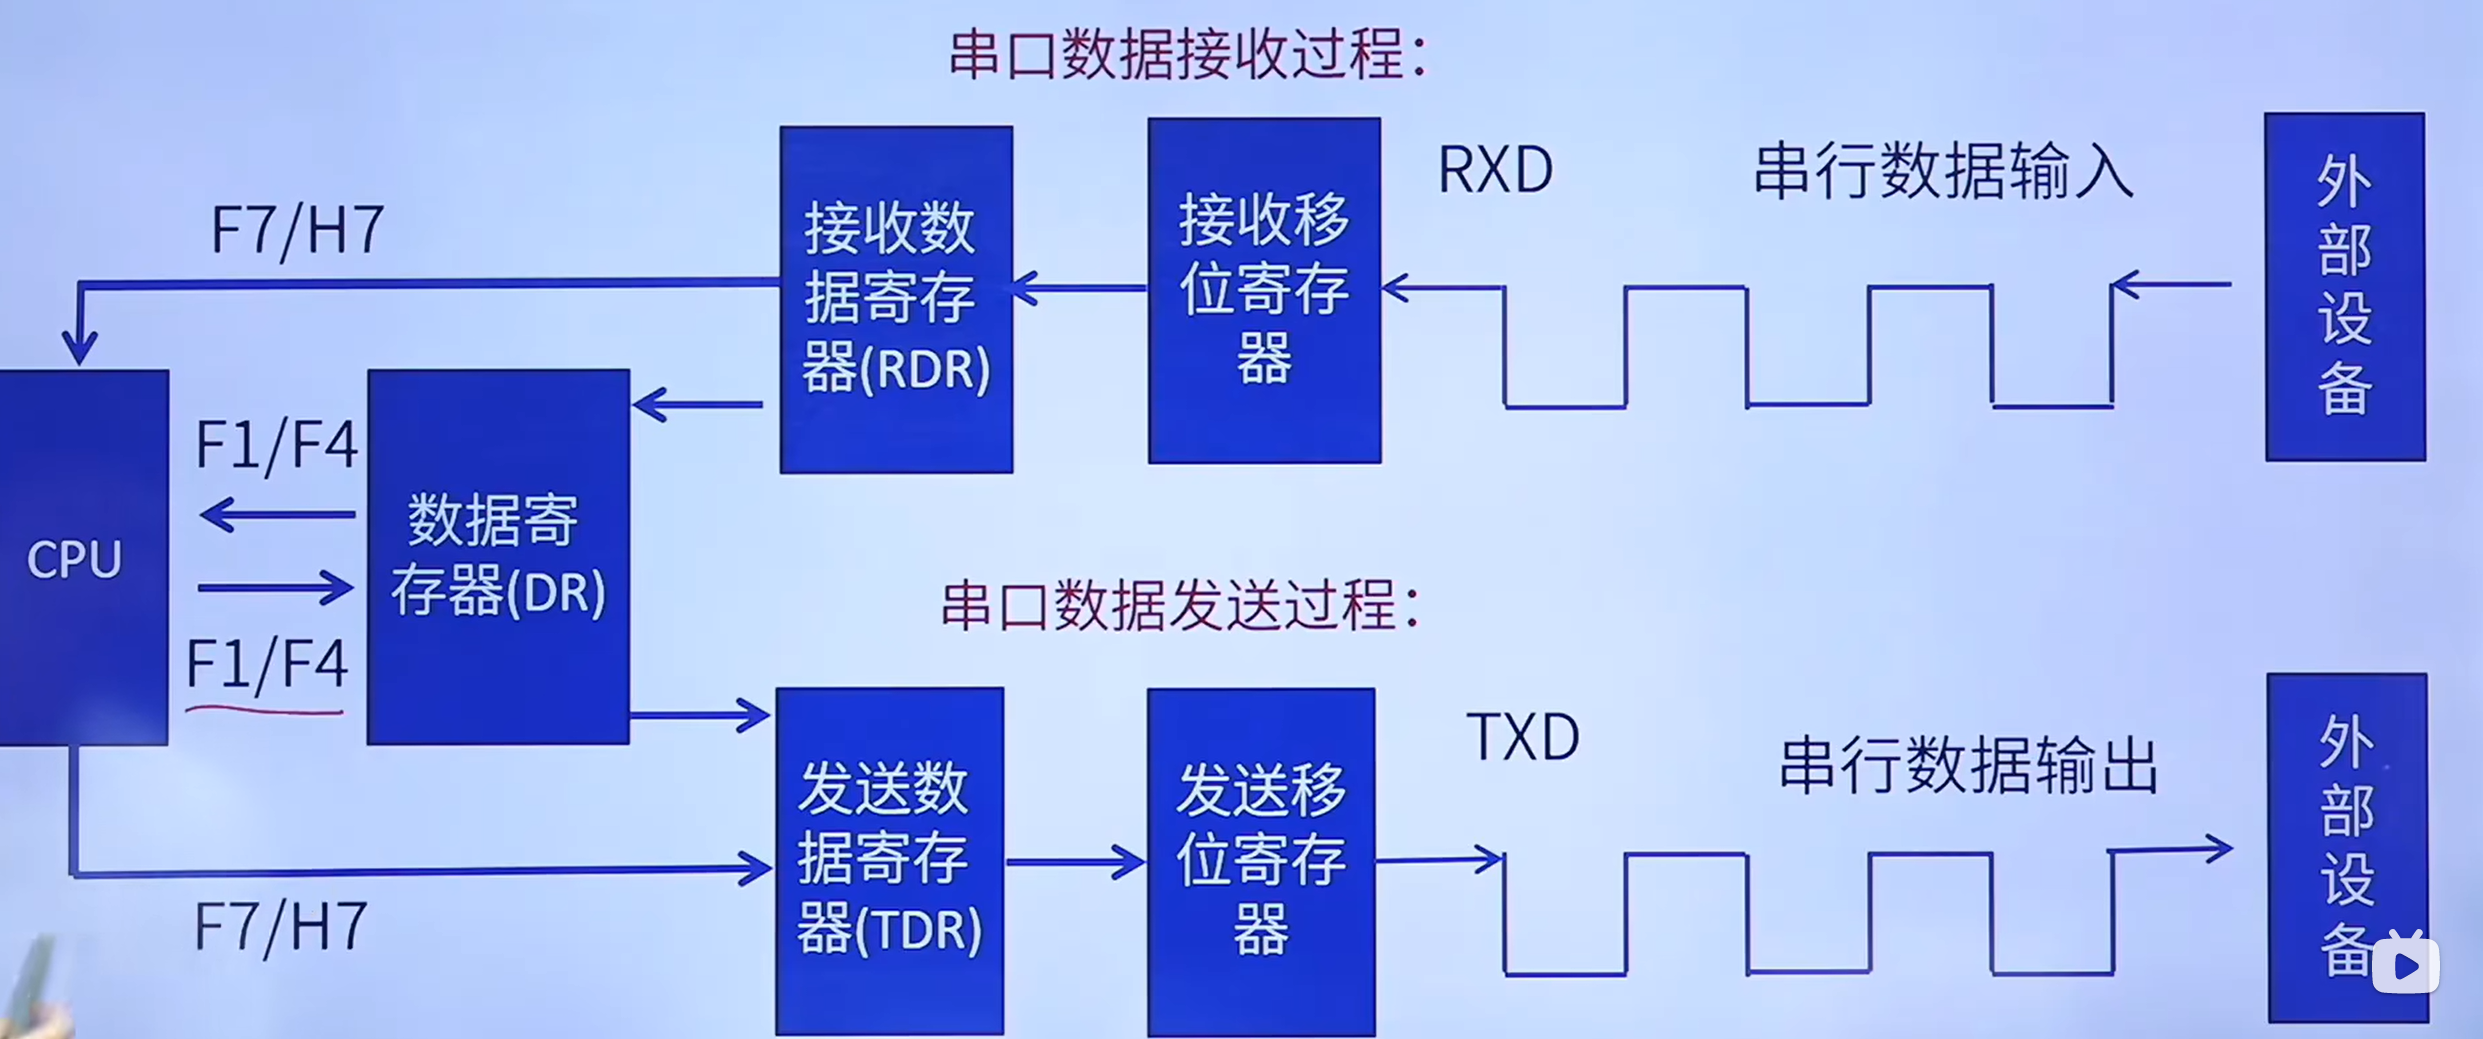 串口数据接收过程：
F7/H7
接收数
据寄存
器(RDR)
接收移
位寄存
器
RXD
串行数据输入
外
部
设
备
CPU
F1/F4
F1/F4
数据寄
存器(DR)
串口数据发送过程：
F7/H7
发送数
据寄存
器(TDR)
发送移
位寄存
器
TXD
串行数据输出
外
部
设
备